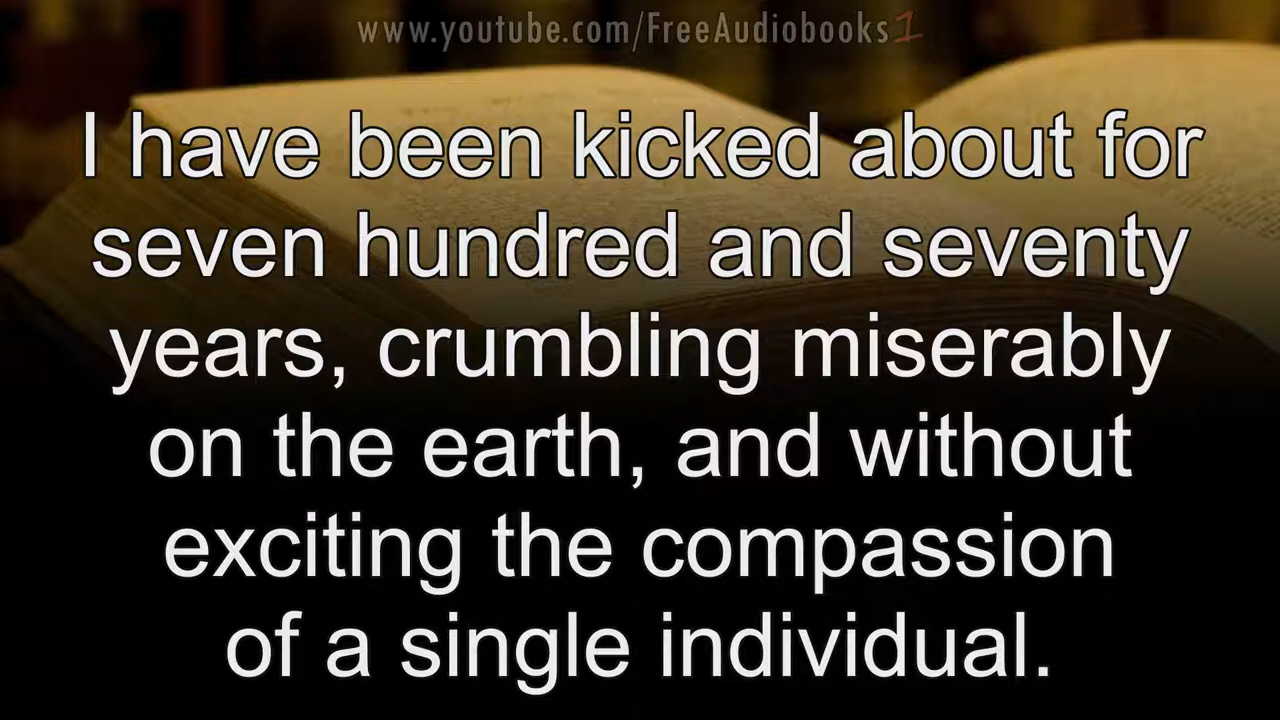 www.youtube.com/FreeAudiobooks1
I have been kicked about for
seven hundred and seventy
years, crumbling miserably
on the earth, and without
exciting the compassion
of a single individual.